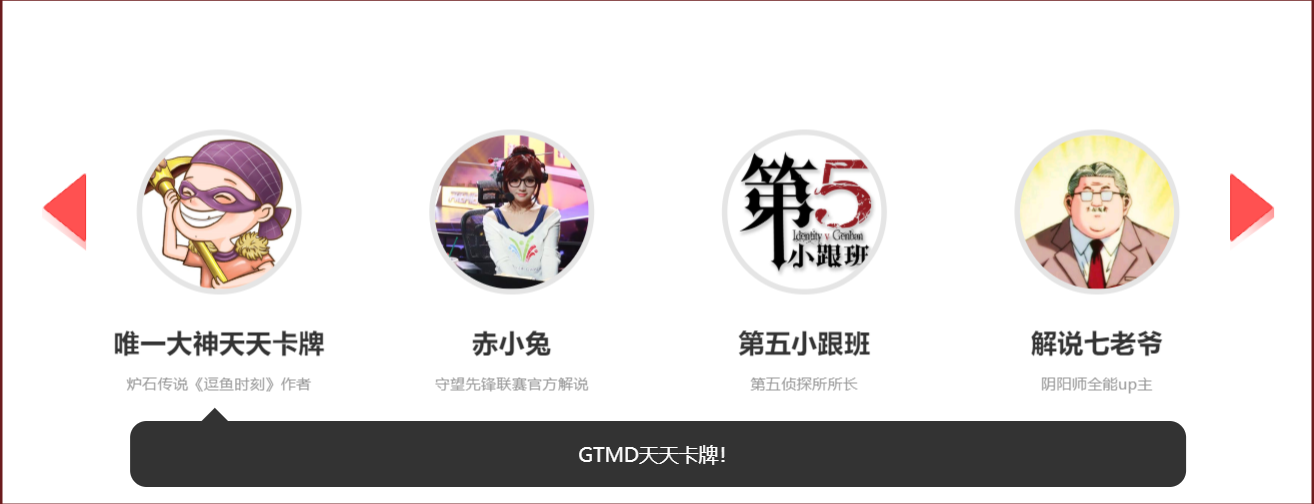 第5
Identity v Genban
小跟班
唯一大神天天卡牌
赤小兔
第五小跟班
解说七老爷
炉石传说《逗鱼时刻》作者
守望先锋联赛官方解说
第五侦探所所长
阴阳师全能up主
GTMD天天卡牌!